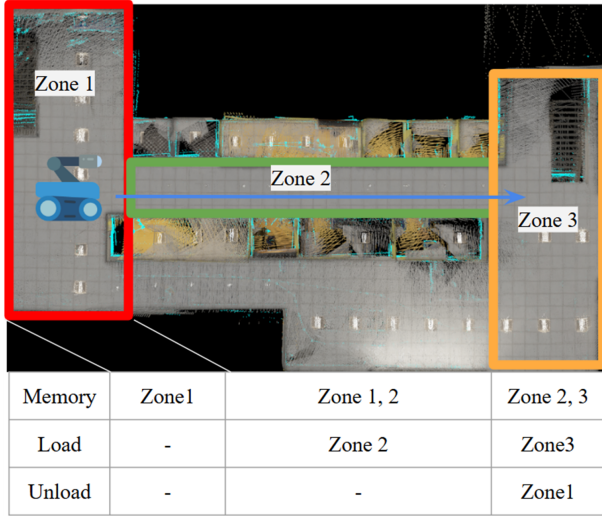 Zone 1
Zone 2
Zone 3
Memory Zone1 Zone 1, 2 Zone 2, 3
Load - Zone 2 Zone3
Unload - - Zone1